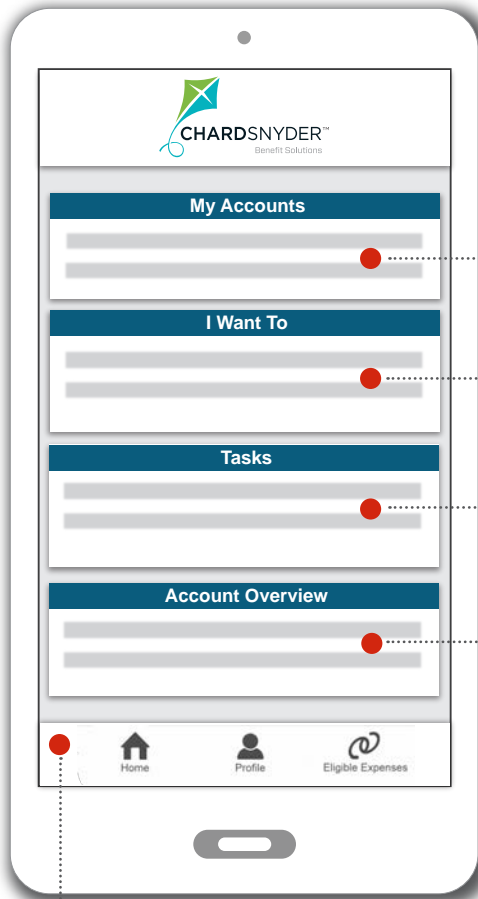 CHARDSNYDER™
Benefit Solutions
My Accounts
I Want To
Tasks
Account Overview
Home Profile Eligible Expenses